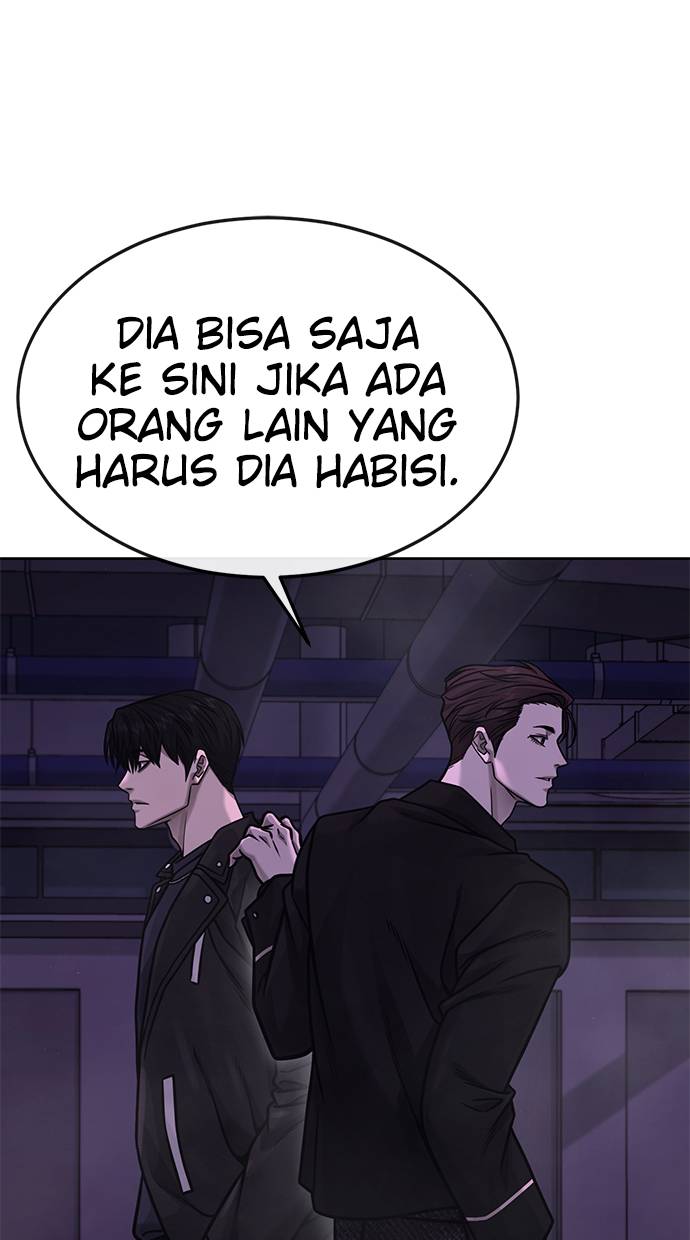 DIA BISA SAJA
KE SINI JIKA ADA
ORANG LAIN YANG
HARUS DIA HABISI.